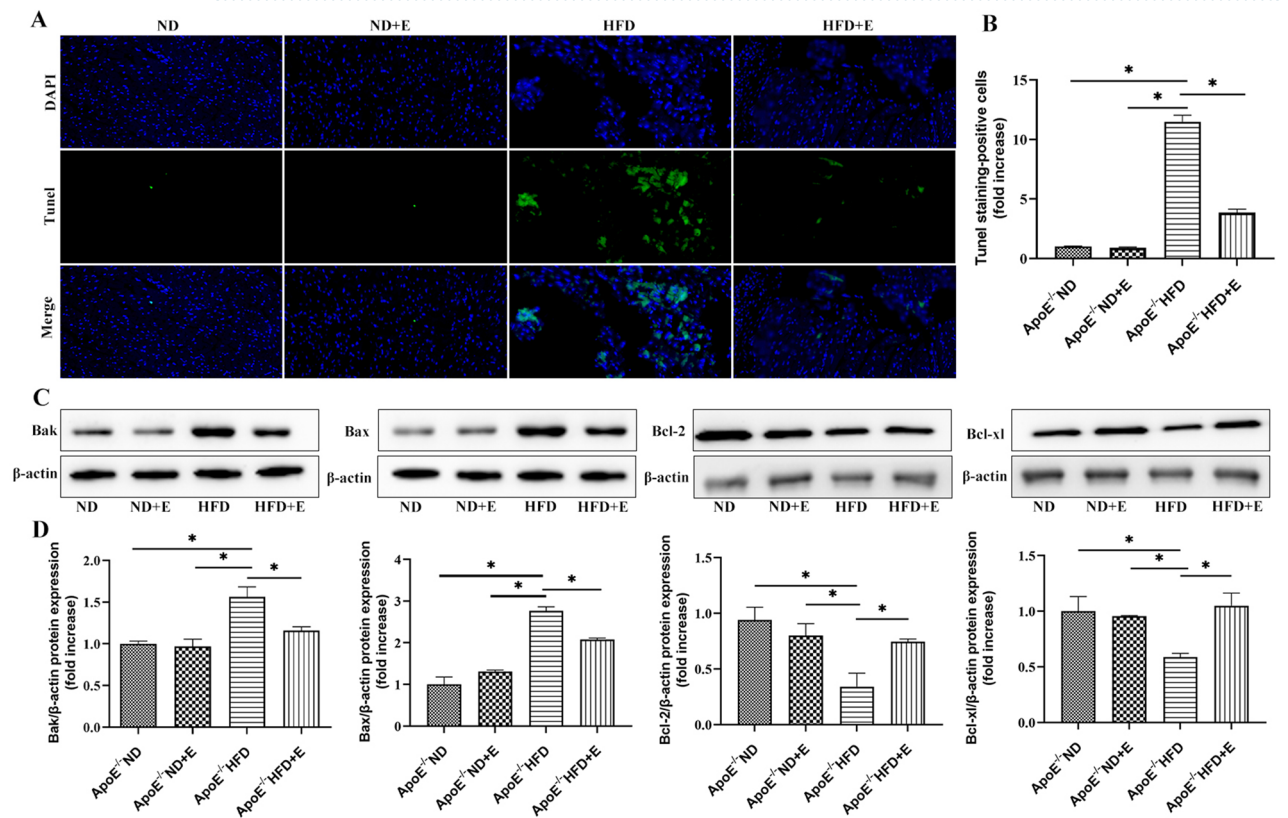 A
ND
ND+E
HFD
HFD+E
DAPI
Tunel
Merge
B
Tunel staining-positive cells
(fold increase)
15
10
5
0
*
*
*
ApoE-/-ND
ApoE-/-ND+E
ApoE-/-HFD
ApoE-/-HFD+E
C
Bak
β-actin
ND
ND+E
HFD
HFD+E
Bax
β-actin
ND
ND+E
HFD
HFD+E
Bcl-2
β-actin
ND
ND+E
HFD
HFD+E
Bcl-xl
β-actin
ND
ND+E
HFD
HFD+E
D
Bak/β-actin protein expression
(fold increase)
2.0
1.5
1.0
0.5
0.0
*
*
*
ApoE-/-ND
ApoE-/-ND+E
ApoE-/-HFD
ApoE-/-HFD+E
Bax/β-actin protein expression
(fold increase)
4
3
2
1
0
*
*
*
ApoE-/-ND
ApoE-/-ND+E
ApoE-/-HFD
ApoE-/-HFD+E
Bcl-2/β-actin protein expression
(fold increase)
1.5
1.0
0.5
0.0
*
*
*
ApoE-/-ND
ApoE-/-ND+E
ApoE-/-HFD
ApoE-/-HFD+E
Bcl-xl/β-actin protein expression
(fold increase)
1.5
1.0
0.5
0.0
*
*
*
ApoE-/-ND
ApoE-/-ND+E
ApoE-/-HFD
ApoE-/-HFD+E